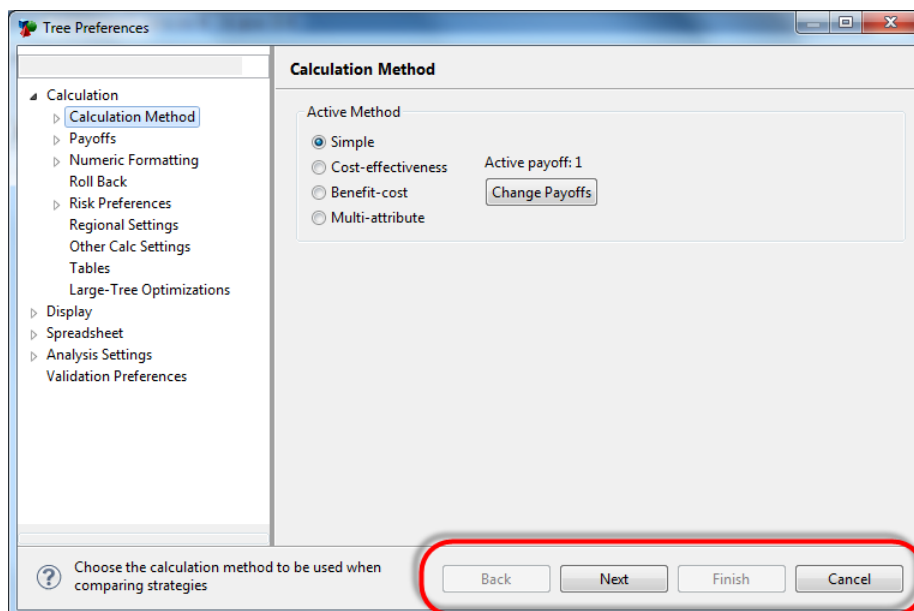 Tree Preferences
Calculation
Calculation Method
Payoffs
Numeric Formatting
Roll Back
Risk Preferences
Regional Settings
Other Calc Settings
Tables
Large-Tree Optimizations
Display
Spreadsheet
Analysis Settings
Validation Preferences
Calculation Method
Active Method
Simple
Cost-effectiveness
Benefit-cost
Multi-attribute
Active payoff: 1
Change Payoffs
? Choose the calculation method to be used when
comparing strategies
Back Next Finish Cancel